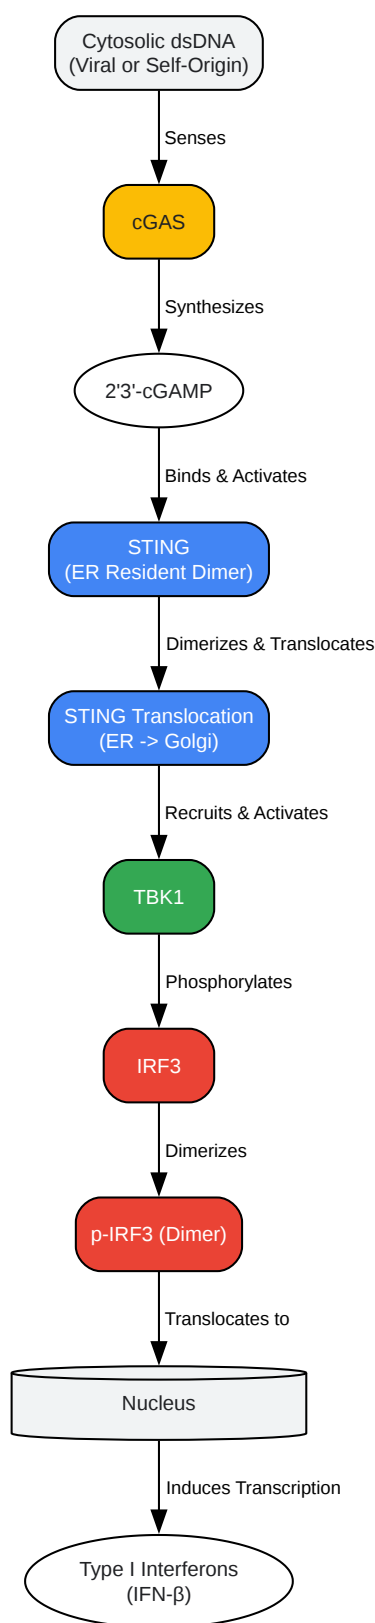 Cytosolic dsDNA
(Viral or Self-Origin)
Senses
cGAS
Synthesizes
2'3'-cGAMP
Binds & Activates
STING
(ER Resident Dimer)
Dimerizes & Translocates
STING Translocation
(ER -> Golgi)
Recruits & Activates
TBK1
Phosphorylates
IRF3
Dimerizes
p-IRF3 (Dimer)
Translocates to
Nucleus
Induces Transcription
Type I Interferons
(IFN-β)